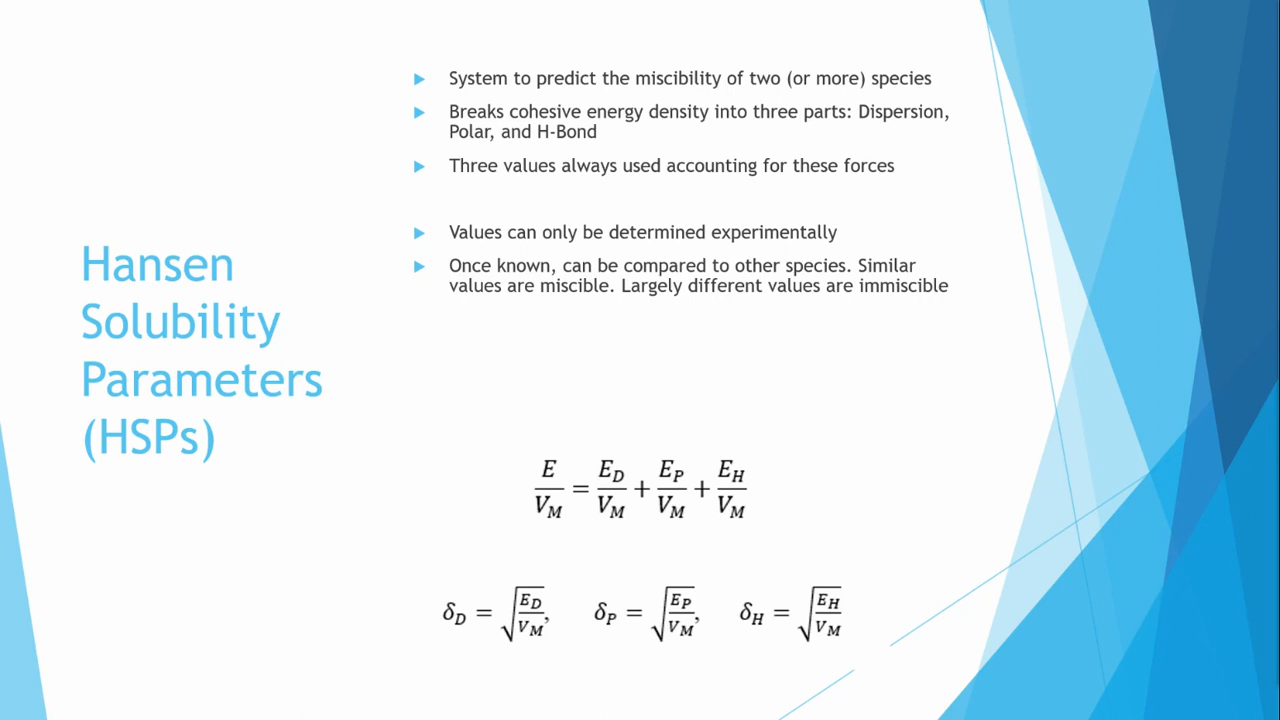 Hansen
Solubility
Parameters
(HSPs)
► System to predict the miscibility of two (or more) species
► Breaks cohesive energy density into three parts: Dispersion,
Polar, and H-Bond
► Three values always used accounting for these forces
► Values can only be determined experimentally
► Once known, can be compared to other species. Similar
values are miscible. Largely different values are immiscible
E/V_M = E_D/V_M + E_P/V_M + E_H/V_M
δ_D = √(E_D/V_M), δ_P = √(E_P/V_M), δ_H = √(E_H/V_M)